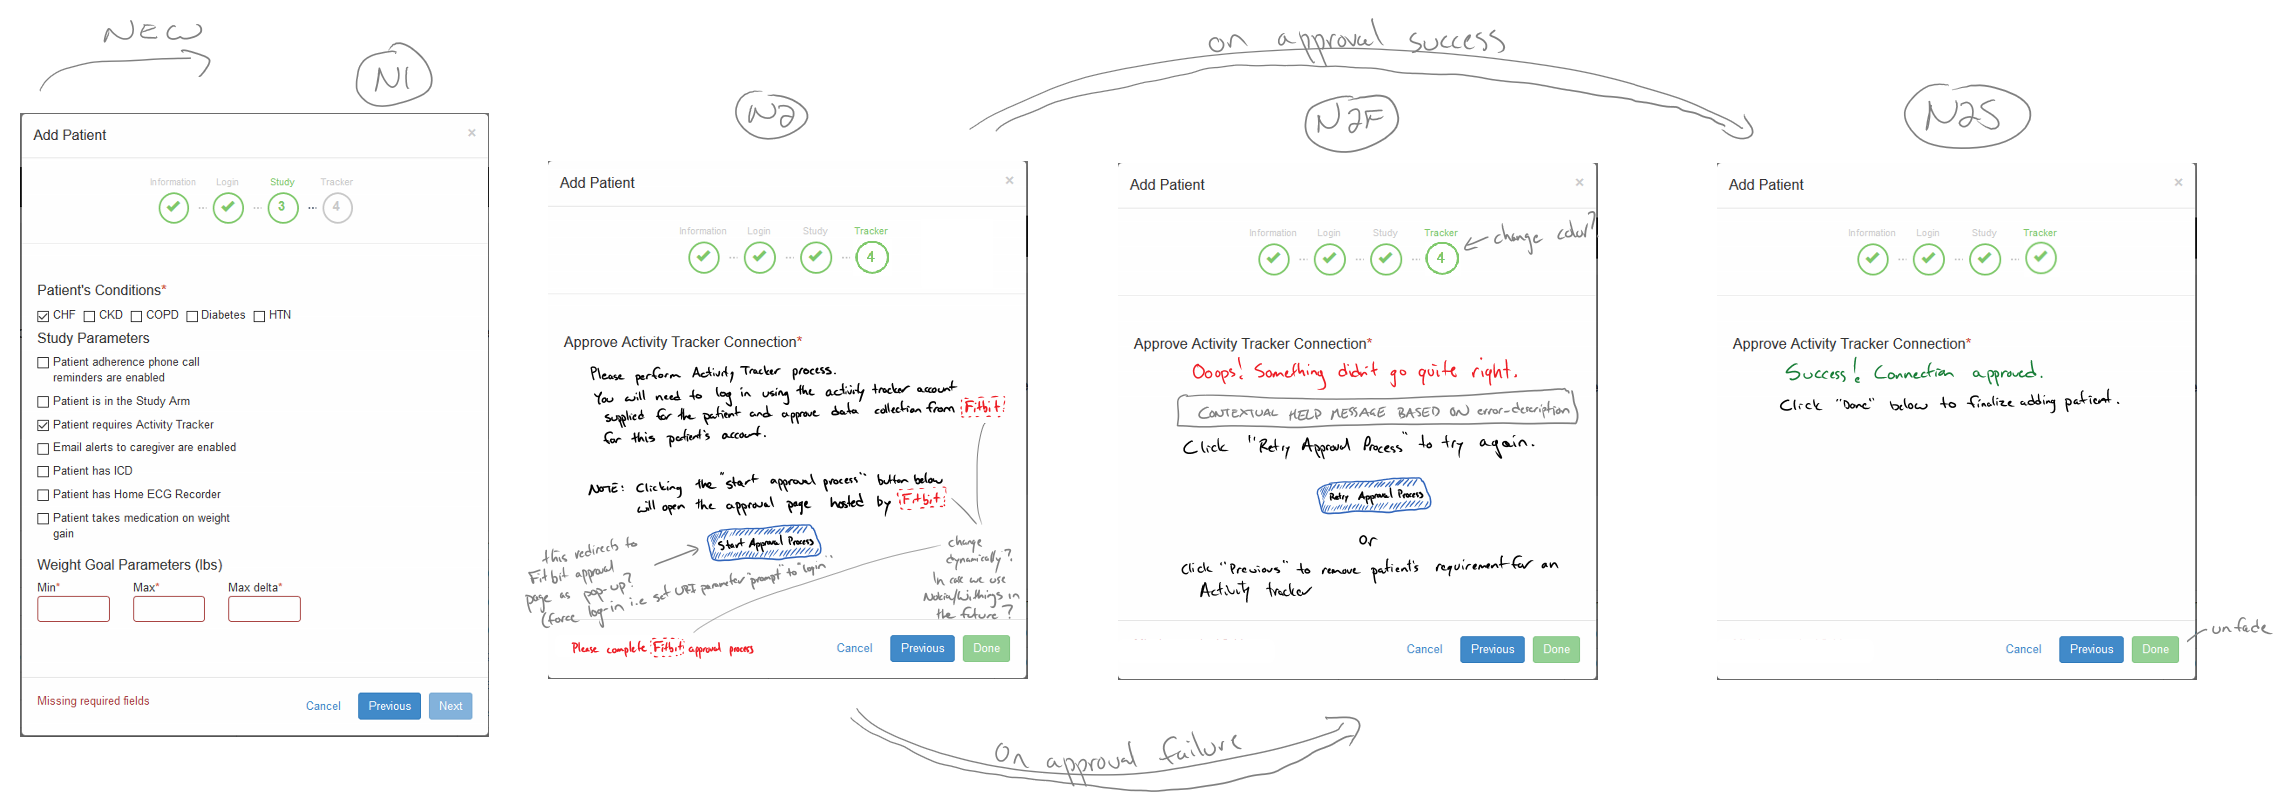 NEW
N1
Add Patient
×
Information Login Study Tracker
3 4
Patient's Conditions*
CHF CKD COPD Diabetes HTN
Study Parameters
Patient adherence phone call
reminders are enabled
Patient is in the Study Arm
Patient requires Activity Tracker
Email alerts to caregiver are enabled
Patient has ICD
Patient has Home ECG Recorder
Patient takes medication on weight
gain
Weight Goal Parameters (lbs)
Min* Max* Max delta*
Missing required fields
Cancel Previous Next
N2
Add Patient
×
Information Login Study Tracker
4
Approve Activity Tracker Connection*
Please perform Activity Tracker process.
You will need to log in using the activity tracker account
supplied for the patient and approve data collection from Fitbit
for this patient's account.
NOTE: Clicking the "start approval process" button below
will open the approval page hosted by Fitbit
Start Approval Process
this redirects to
Fitbit approval
page as pop-up?
(force log-in i.e set URI parameter "prompt" to "login"
change
dynamically?
In case we use
Nokia/Withings in
the future?
Please complete Fitbit approval process
Cancel Previous Done
on approval success
On approval failure
N2F
Add Patient
×
Information Login Study Tracker
4
change color?
Approve Activity Tracker Connection*
Ooops! Something didn't go quite right.
CONTEXTUAL HELP MESSAGE BASED ON error-description
Click "Retry Approval Process" to try again.
Retry Approval Process
or
Click "Previous" to remove patient's requirement for an
Activity tracker
Cancel Previous Done
N2S
Add Patient
×
Information Login Study Tracker
Approve Activity Tracker Connection*
Success! Connection approved.
Click "Done" below to finalize adding patient.
unfade
Cancel Previous Done